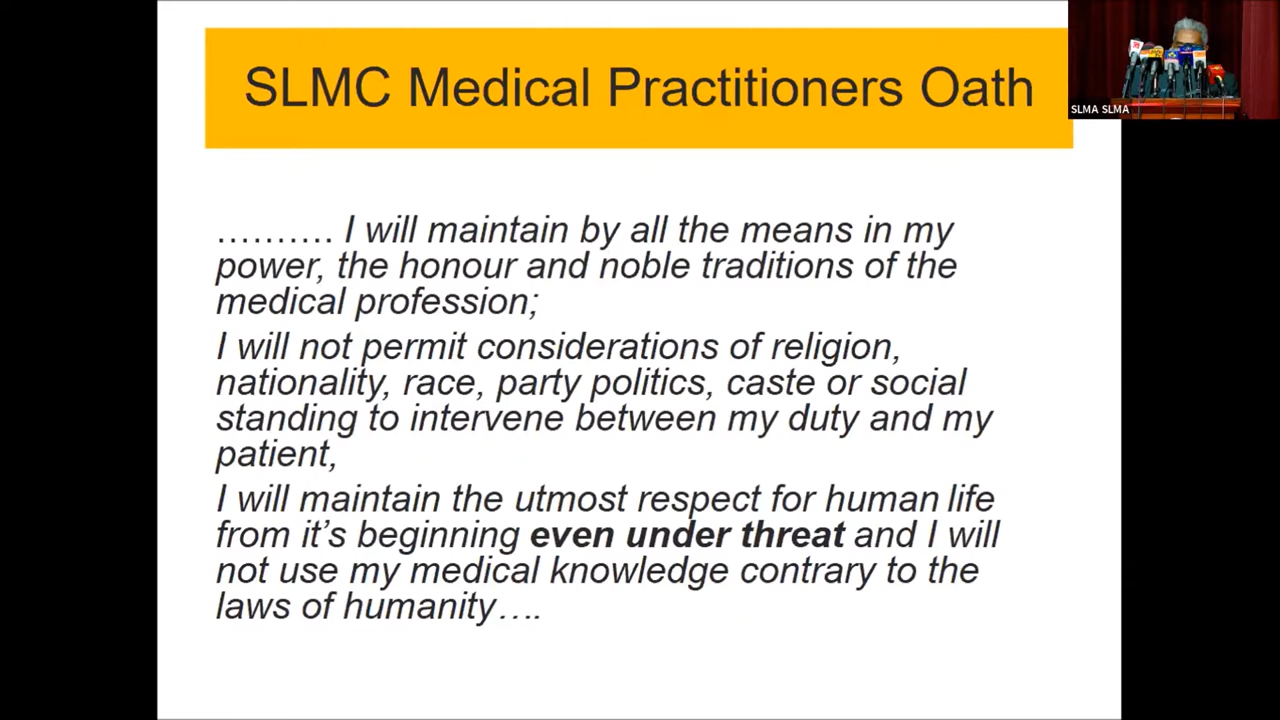 SLMC Medical Practitioners Oath
SLMA SLMA
………. I will maintain by all the means in my
power, the honour and noble traditions of the
medical profession;
I will not permit considerations of religion,
nationality, race, party politics, caste or social
standing to intervene between my duty and my
patient,
I will maintain the utmost respect for human life
from it’s beginning even under threat and I will
not use my medical knowledge contrary to the
laws of humanity….